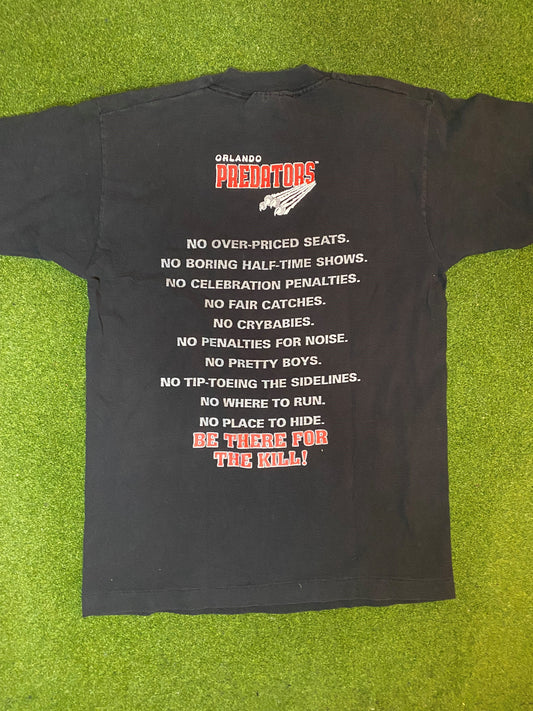 ORLANDO
PREDATORS™
NO OVER-PRICED SEATS.
NO BORING HALF-TIME SHOWS.
NO CELEBRATION PENALTIES.
NO FAIR CATCHES.
NO CRYBABIES.
NO PENALTIES FOR NOISE.
NO PRETTY BOYS.
NO TIP-TOEING THE SIDELINES.
NO WHERE TO RUN.
NO PLACE TO HIDE.
BE THERE FOR
THE KILL!